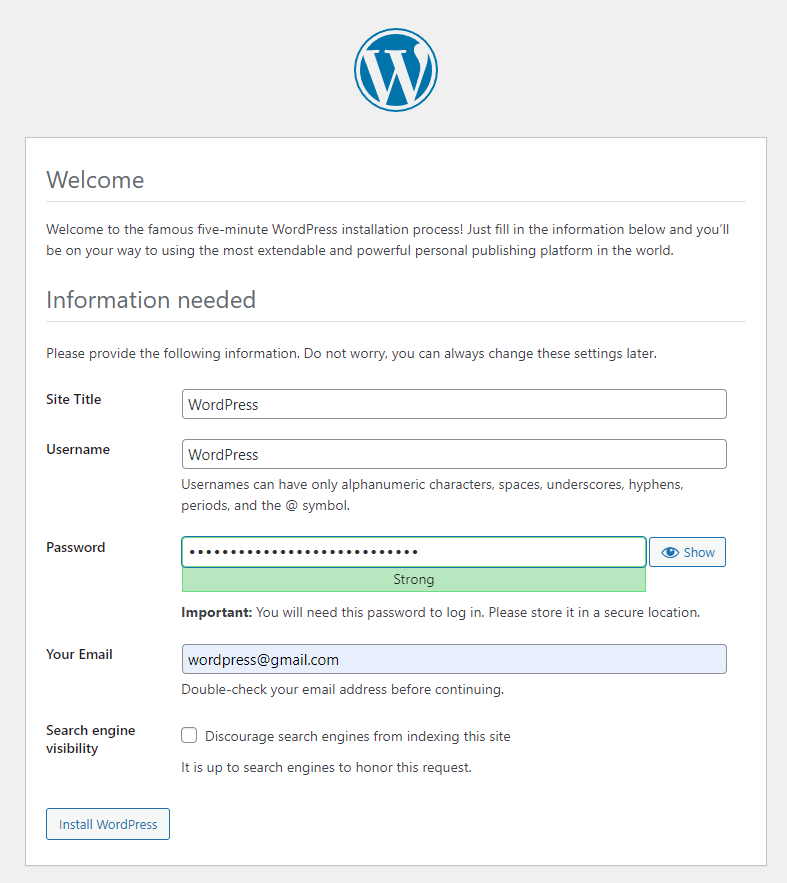 Welcome
Welcome to the famous five-minute WordPress installation process! Just fill in the information below and you’ll
be on your way to using the most extendable and powerful personal publishing platform in the world.
Information needed
Please provide the following information. Do not worry, you can always change these settings later.
Site Title
WordPress
Username
WordPress
Usernames can have only alphanumeric characters, spaces, underscores, hyphens,
periods, and the @ symbol.
Password
••••••••••••••••••••••••••••
Show
Strong
Important: You will need this password to log in. Please store it in a secure location.
Your Email
wordpress@gmail.com
Double-check your email address before continuing.
Search engine
visibility
Discourage search engines from indexing this site
It is up to search engines to honor this request.
Install WordPress